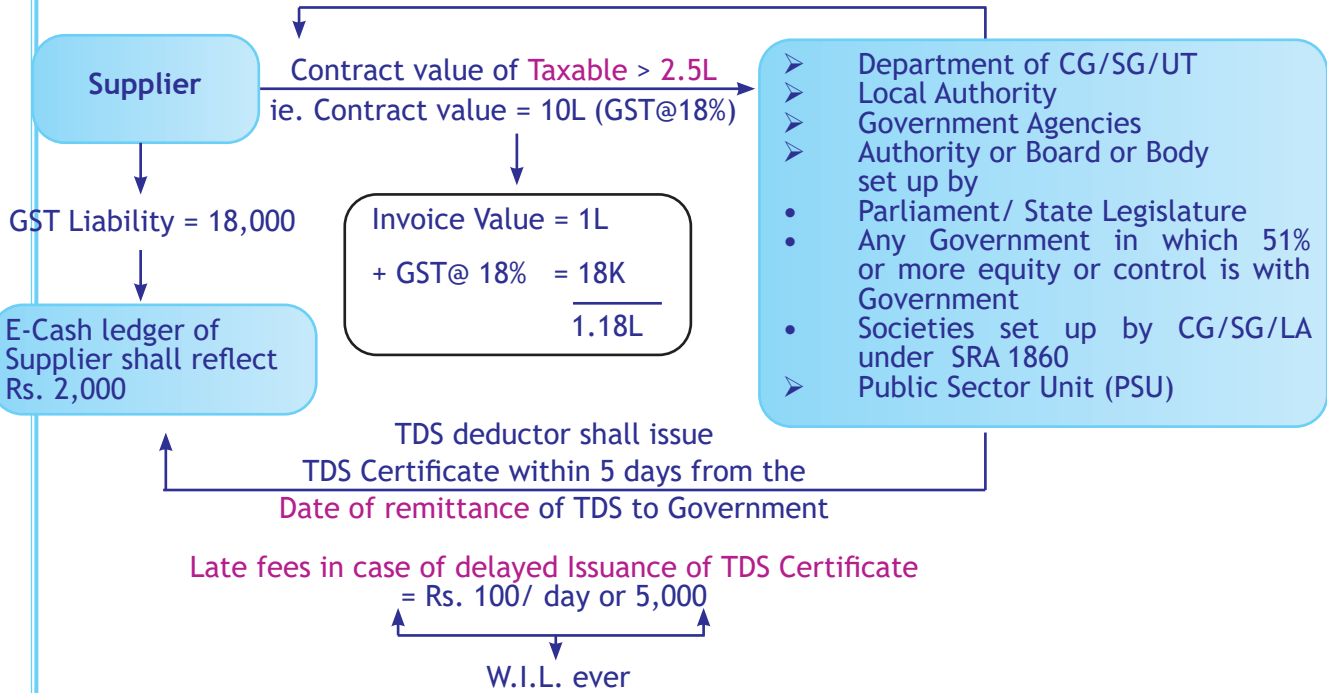 Supplier
Contract value of Taxable > 2.5L
ie. Contract value = 10L (GST@18%)
➢ Department of CG/SG/UT
➢ Local Authority
➢ Government Agencies
➢ Authority or Board or Body
set up by
• Parliament/ State Legislature
• Any Government in which 51%
or more equity or control is with
Government
• Societies set up by CG/SG/LA
under SRA 1860
➢ Public Sector Unit (PSU)
GST Liability = 18,000
Invoice Value = 1L
+ GST@ 18% = 18K
1.18L
E-Cash ledger of
Supplier shall reflect
Rs. 2,000
TDS deductor shall issue
TDS Certificate within 5 days from the
Date of remittance of TDS to Government
Late fees in case of delayed Issuance of TDS Certificate
= Rs. 100/ day or 5,000
W.I.L. ever